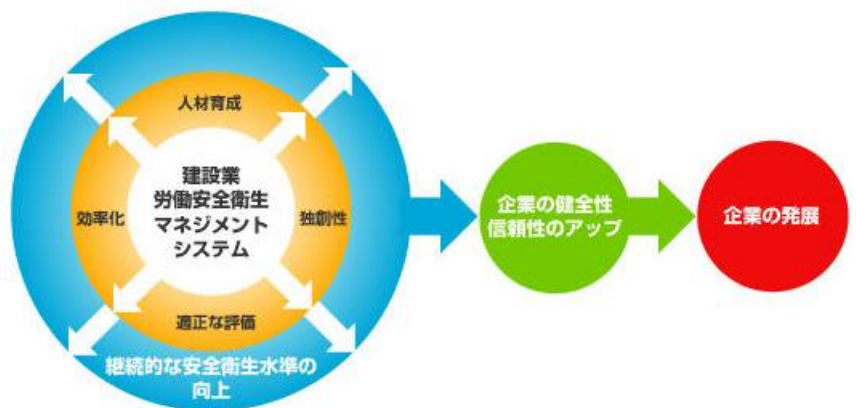 人材育成
建設業
労働安全衛生
マネジメント
システム
効率化
独創性
適正な評価
継続的な安全衛生水準の
向上
企業の健全性
信頼性のアップ
企業の発展